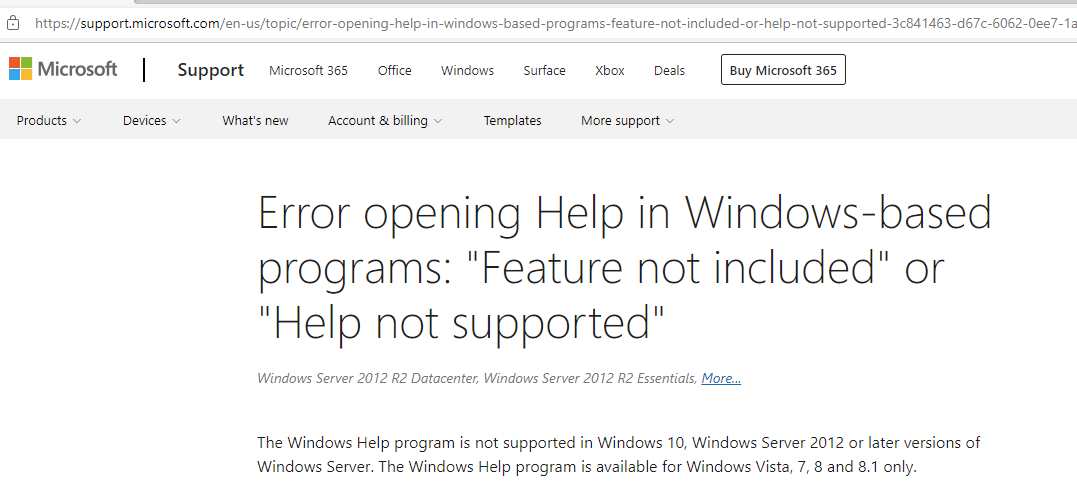 https://support.microsoft.com/en-us/topic/error-opening-help-in-windows-based-programs-feature-not-included-or-help-not-supported-3c841463-d67c-6062-0ee7-1a
Microsoft | Support Microsoft 365 Office Windows Surface Xbox Deals Buy Microsoft 365
Products Devices What's new Account & billing Templates More support
Error opening Help in Windows-based
programs: "Feature not included" or
"Help not supported"
Windows Server 2012 R2 Datacenter, Windows Server 2012 R2 Essentials, More...
The Windows Help program is not supported in Windows 10, Windows Server 2012 or later versions of
Windows Server. The Windows Help program is available for Windows Vista, 7, 8 and 8.1 only.